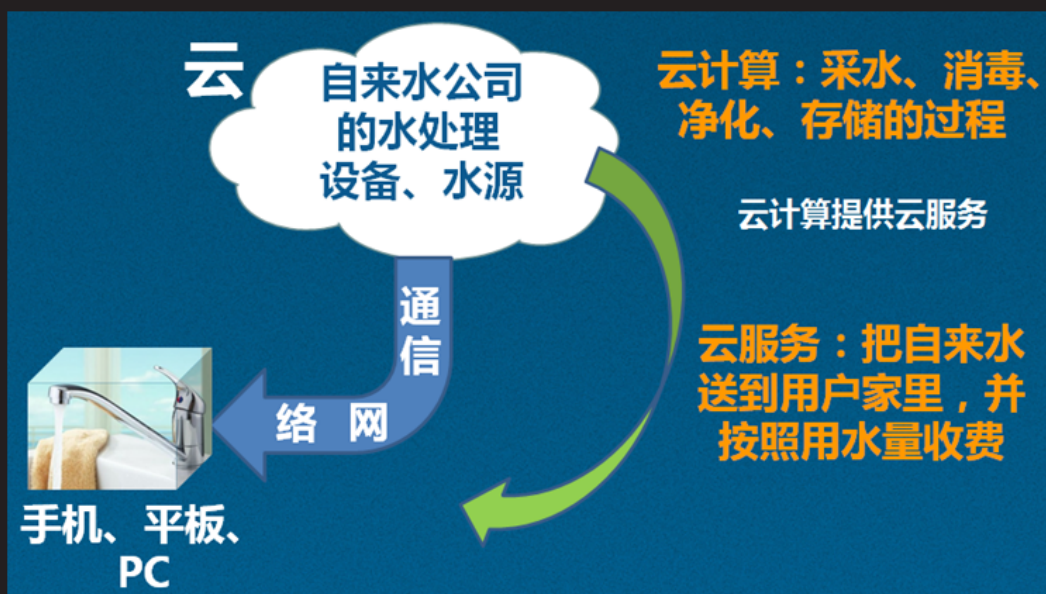 云
自来水公司
的水处理
设备、水源
云计算：采水、消毒、
净化、存储的过程
云计算提供云服务
通
信
络 网
云服务：把自来水
送到用户家里，并
按照用水量收费
手机、平板、
PC